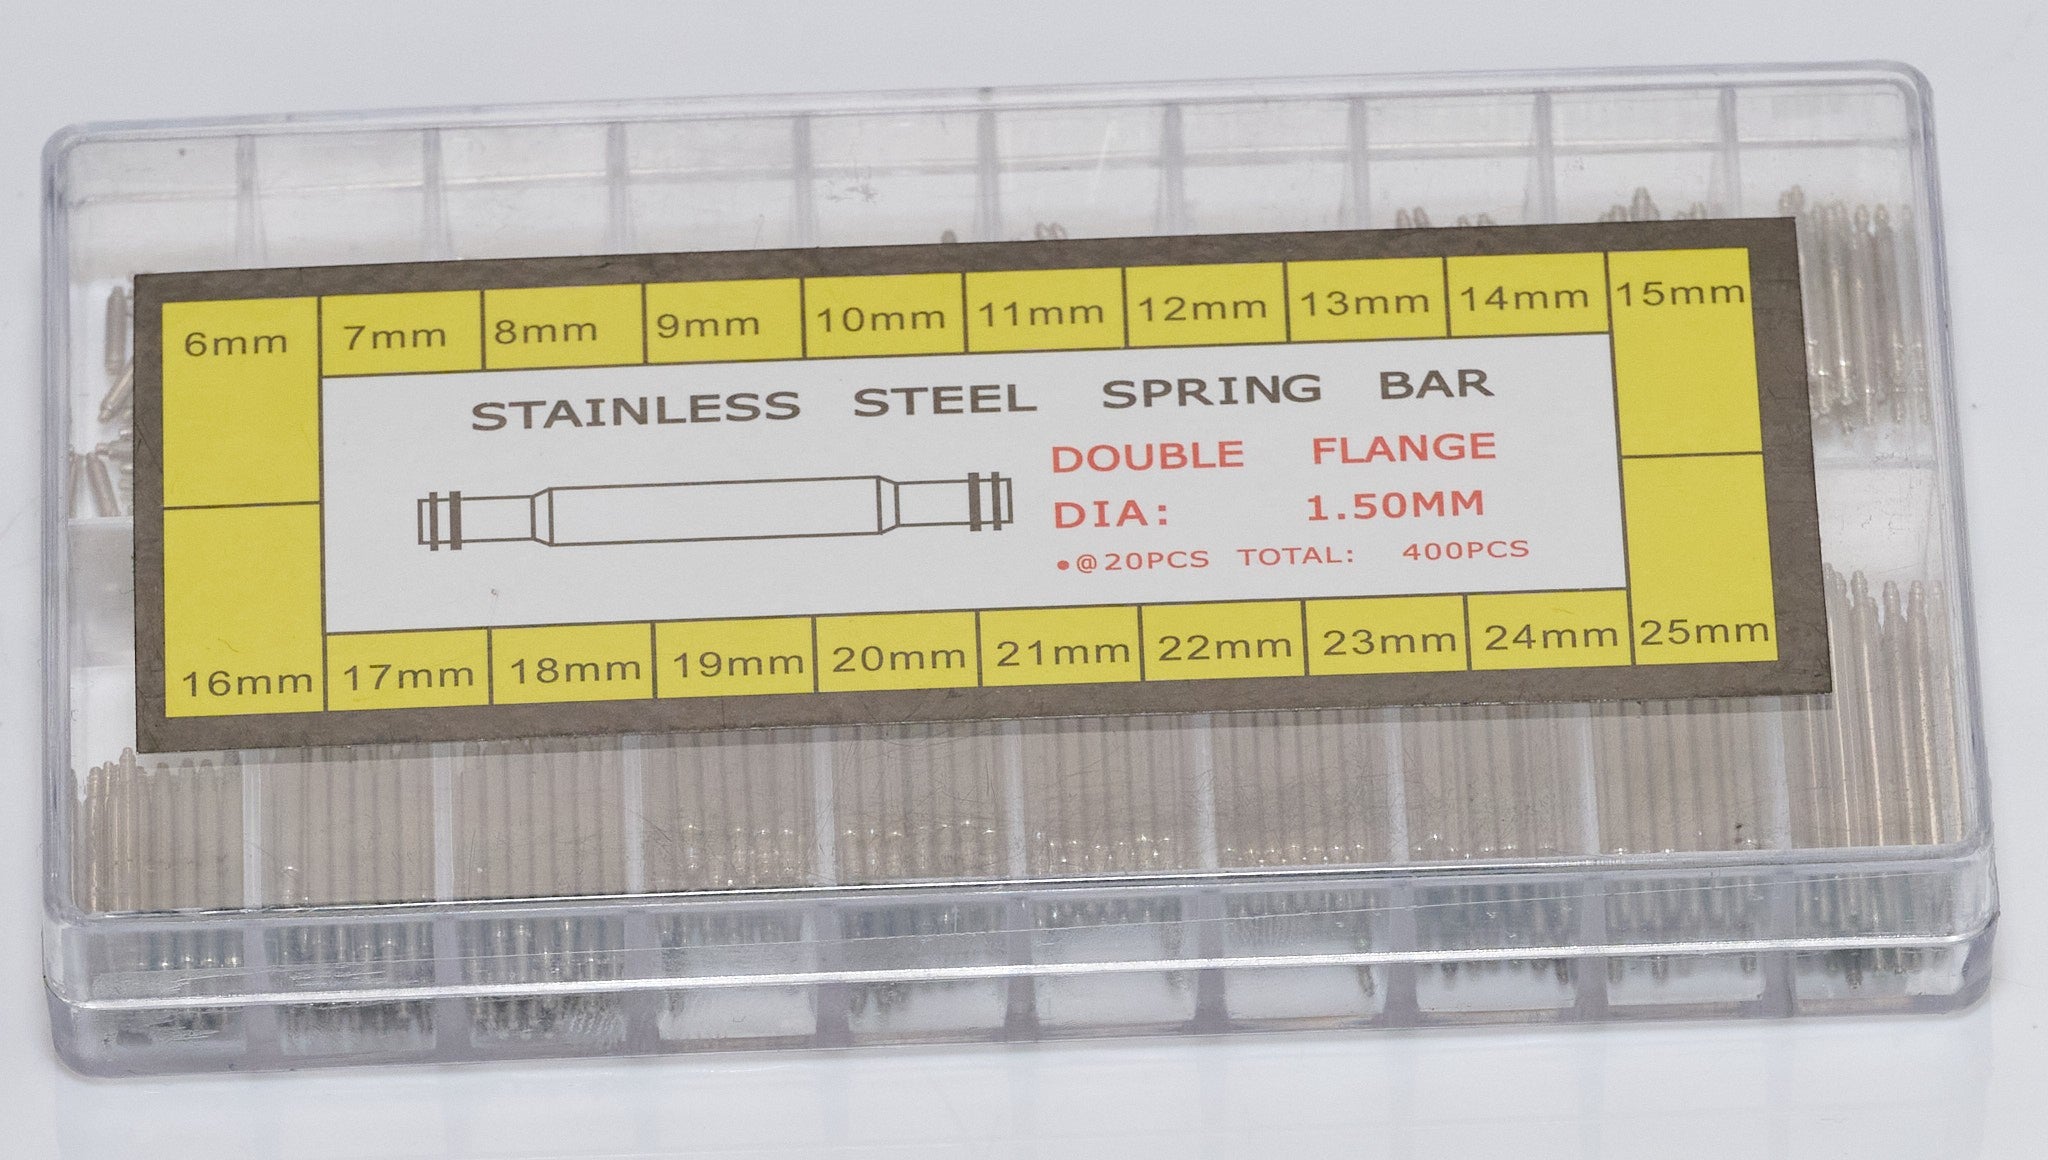 6mm 7mm 8mm 9mm 10mm 11mm 12mm 13mm 14mm 15mm
STAINLESS STEEL SPRING BAR
DOUBLE FLANGE
DIA: 1.50MM
•@20PCS TOTAL: 400PCS
16mm 17mm 18mm 19mm 20mm 21mm 22mm 23mm 24mm 25mm